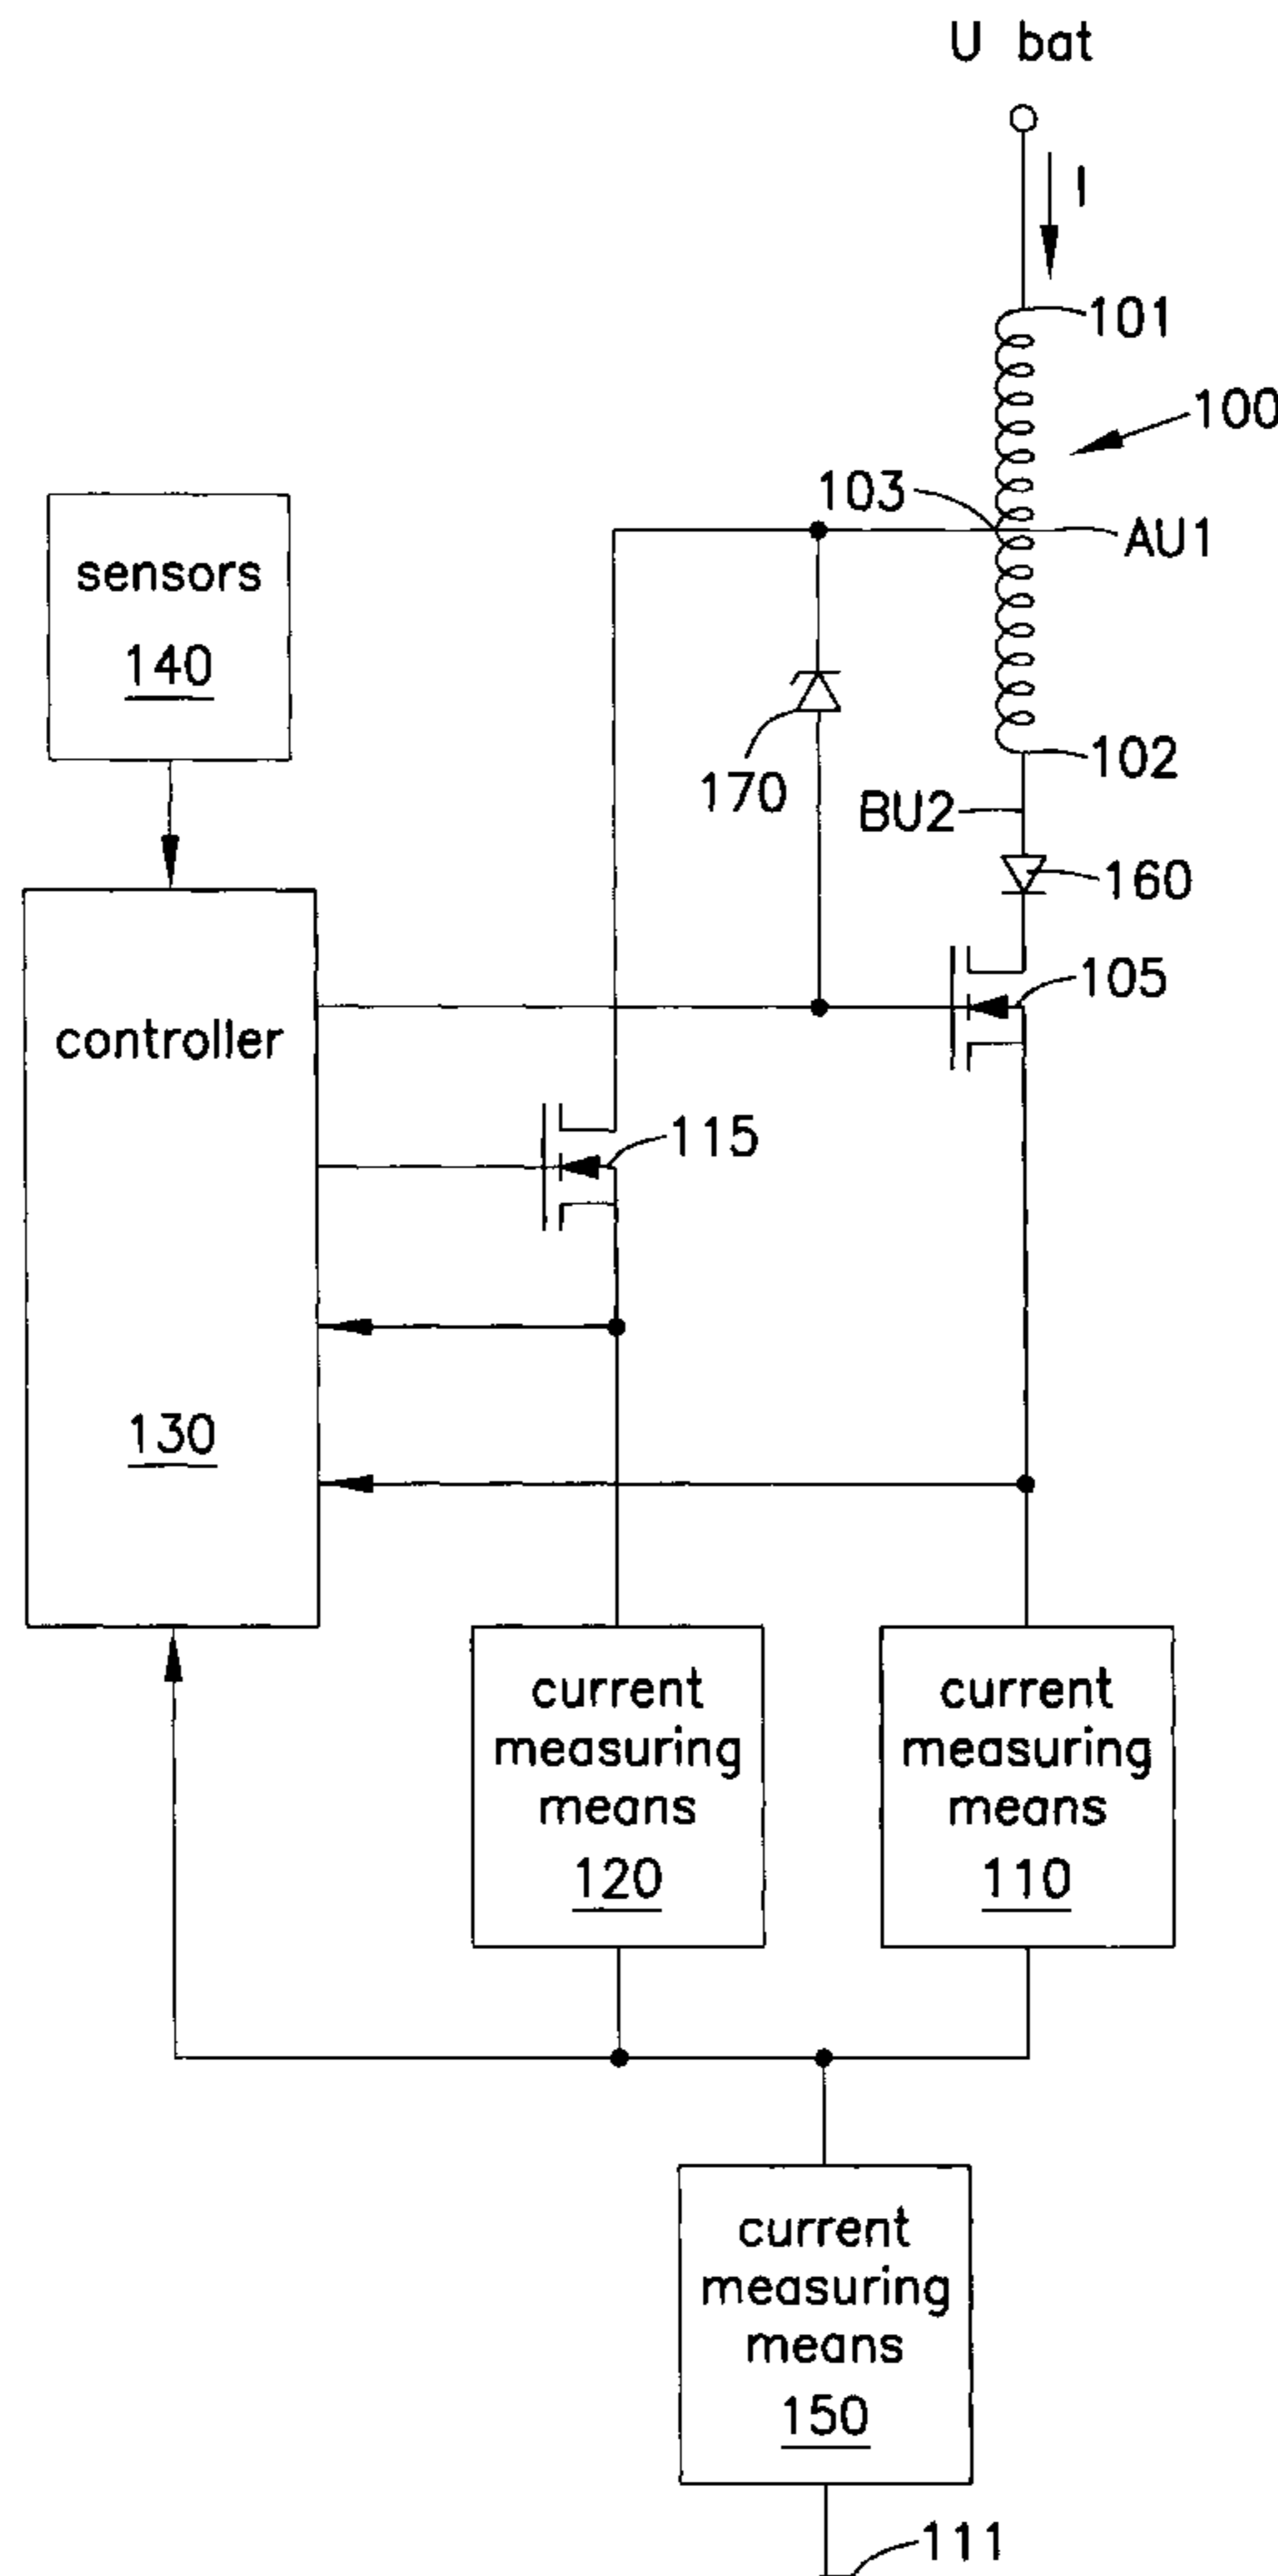 U bat
I
101
100
103
AU1
sensors
140
170
102
BU2
160
105
controller
115
130
current
measuring
means
120
current
measuring
means
110
current
measuring
means
150
111